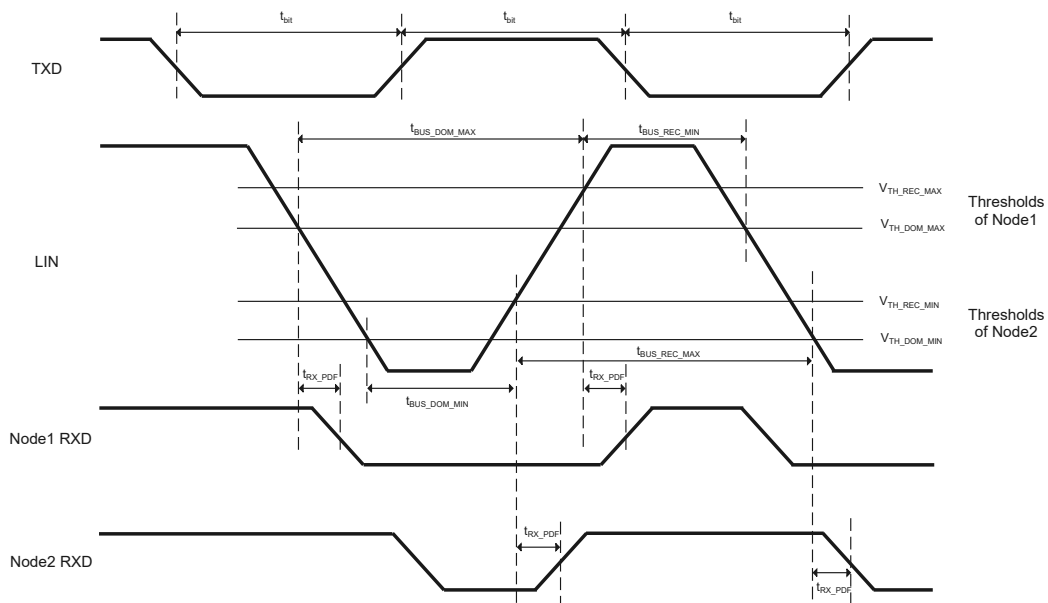 t_bit t_bit t_bit
TXD
t_BUS_DOM_MAX t_BUS_REC_MIN
V_TH_REC_MAX
Thresholds
of Node1
V_TH_DOM_MAX
LIN
V_TH_REC_MIN
Thresholds
of Node2
V_TH_DOM_MIN
t_BUS_REC_MAX
t_RX_PDF t_RX_PDF
t_BUS_DOM_MIN
Node1 RXD
t_RX_PDF
Node2 RXD
t_RX_PDF